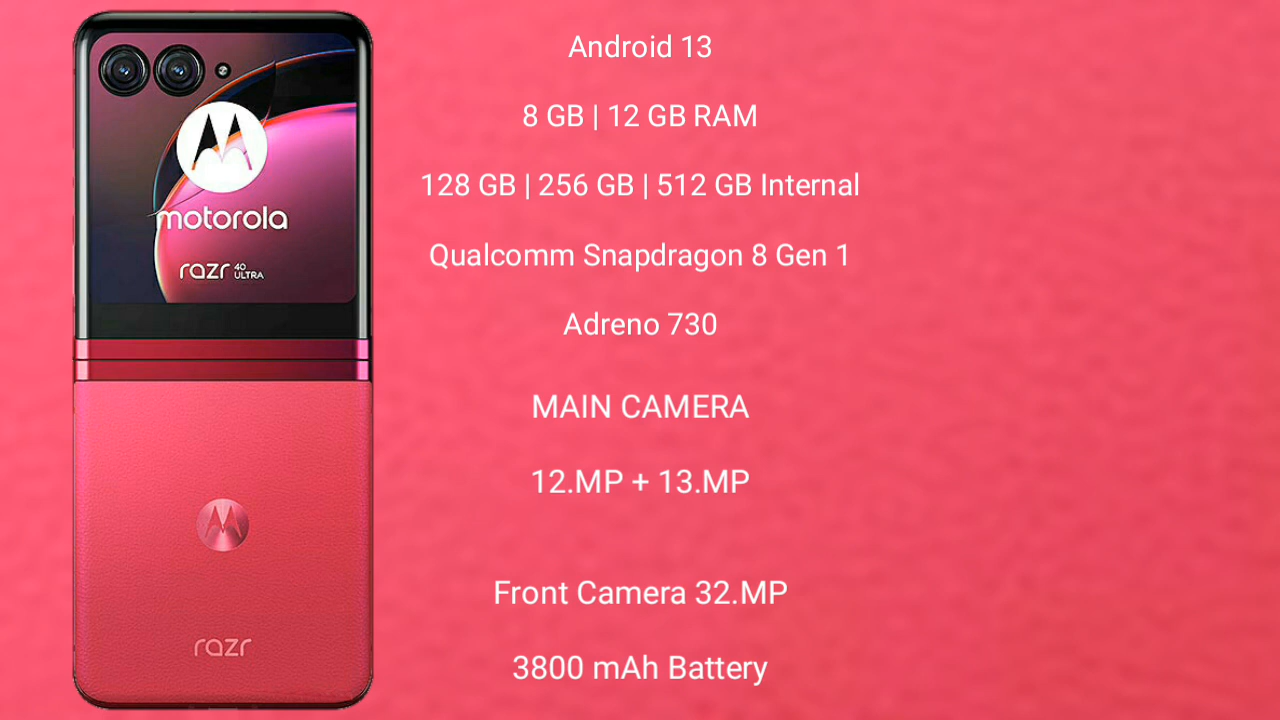 motorola
razr 40 ULTRA
razr
Android 13
8 GB | 12 GB RAM
128 GB | 256 GB | 512 GB Internal
Qualcomm Snapdragon 8 Gen 1
Adreno 730
MAIN CAMERA
12.MP + 13.MP
Front Camera 32.MP
3800 mAh Battery